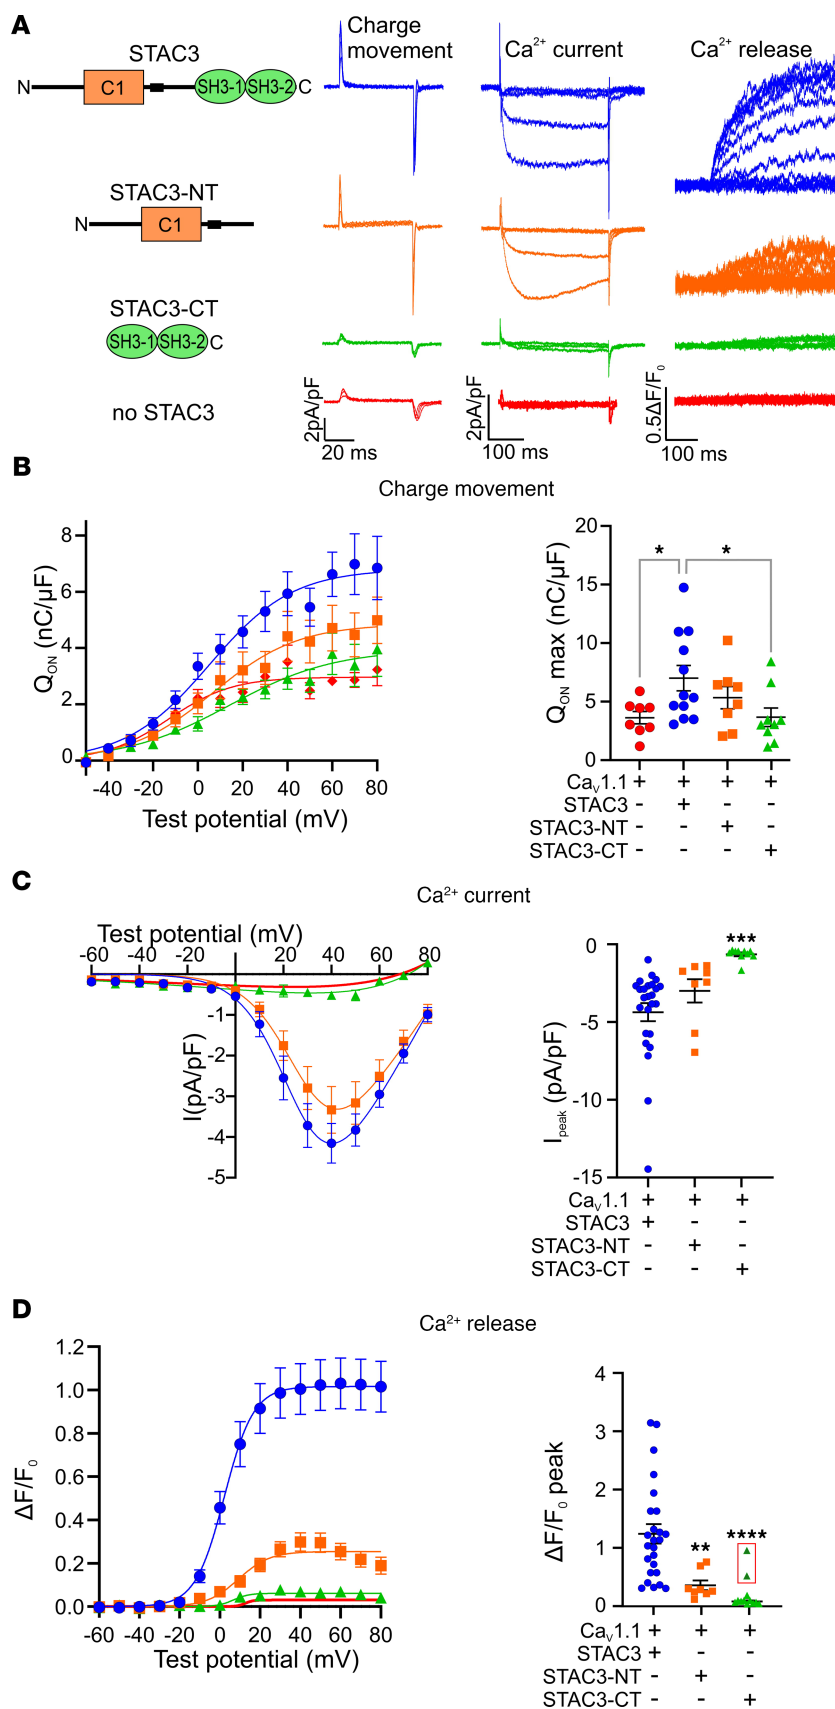 A
STAC3
N
C1
SH3-1
SH3-2
C
Charge
movement
Ca2+ current
Ca2+ release
STAC3-NT
N
C1
STAC3-CT
SH3-1
SH3-2
C
no STAC3
2pA/pF
20 ms
2pA/pF
100 ms
0.5ΔF/F0
100 ms
B
Charge movement
QON (nC/µF)
8
6
4
2
0
-40 -20 0 20 40 60 80
Test potential (mV)
QON max (nC/µF)
20
15
10
5
0
* *
CaV1.1 + + + +
STAC3 - + - -
STAC3-NT - - + -
STAC3-CT - - - +
C
Ca2+ current
Test potential (mV)
-60 -40 -20 0 20 40 60 80
-1
-2
-3
-4
-5
I(pA/pF)
Ipeak (pA/pF)
0
-5
-10
-15
***
CaV1.1 + + +
STAC3 + - -
STAC3-NT - + -
STAC3-CT - - +
D
Ca2+ release
ΔF/F0
1.2
1.0
0.8
0.6
0.4
0.2
0.0
-60 -40 -20 0 20 40 60 80
Test potential (mV)
ΔF/F0 peak
4
3
2
1
0
** ****
CaV1.1 + + +
STAC3 + - -
STAC3-NT - + -
STAC3-CT - - +